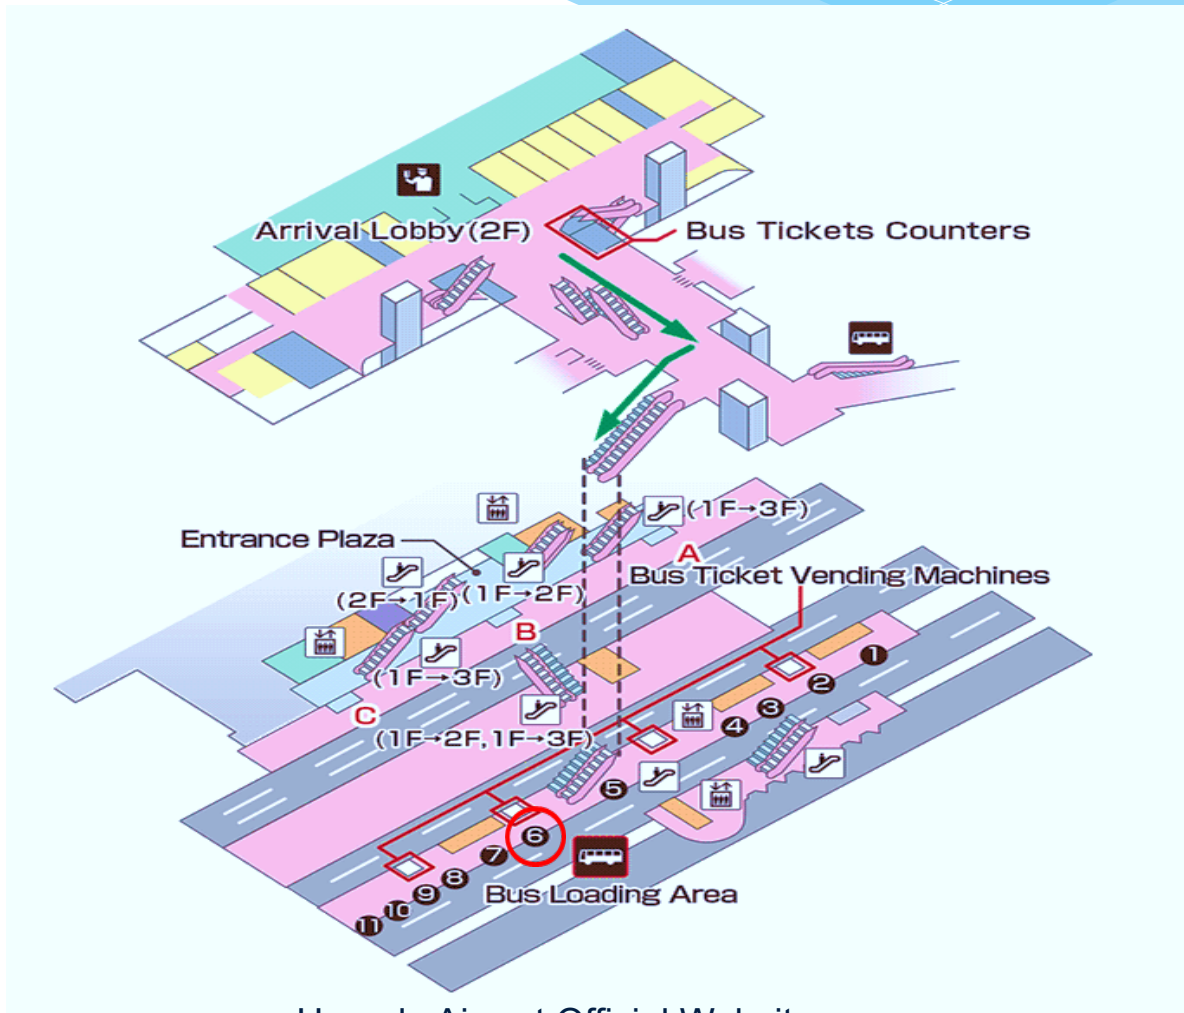 Arrival Lobby(2F)
Bus Tickets Counters
(1F→3F)
Entrance Plaza
A
Bus Ticket Vending Machines
(2F→1F)
(1F→2F)
B
1
(1F→3F)
2
C
3
(1F→2F,1F→3F)
4
5
6
7
8
Bus Loading Area
9
10
11